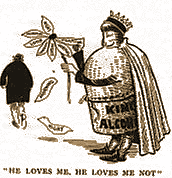 KING
ALCOHOL
"HE LOVES ME, HE LOVES ME NOT"